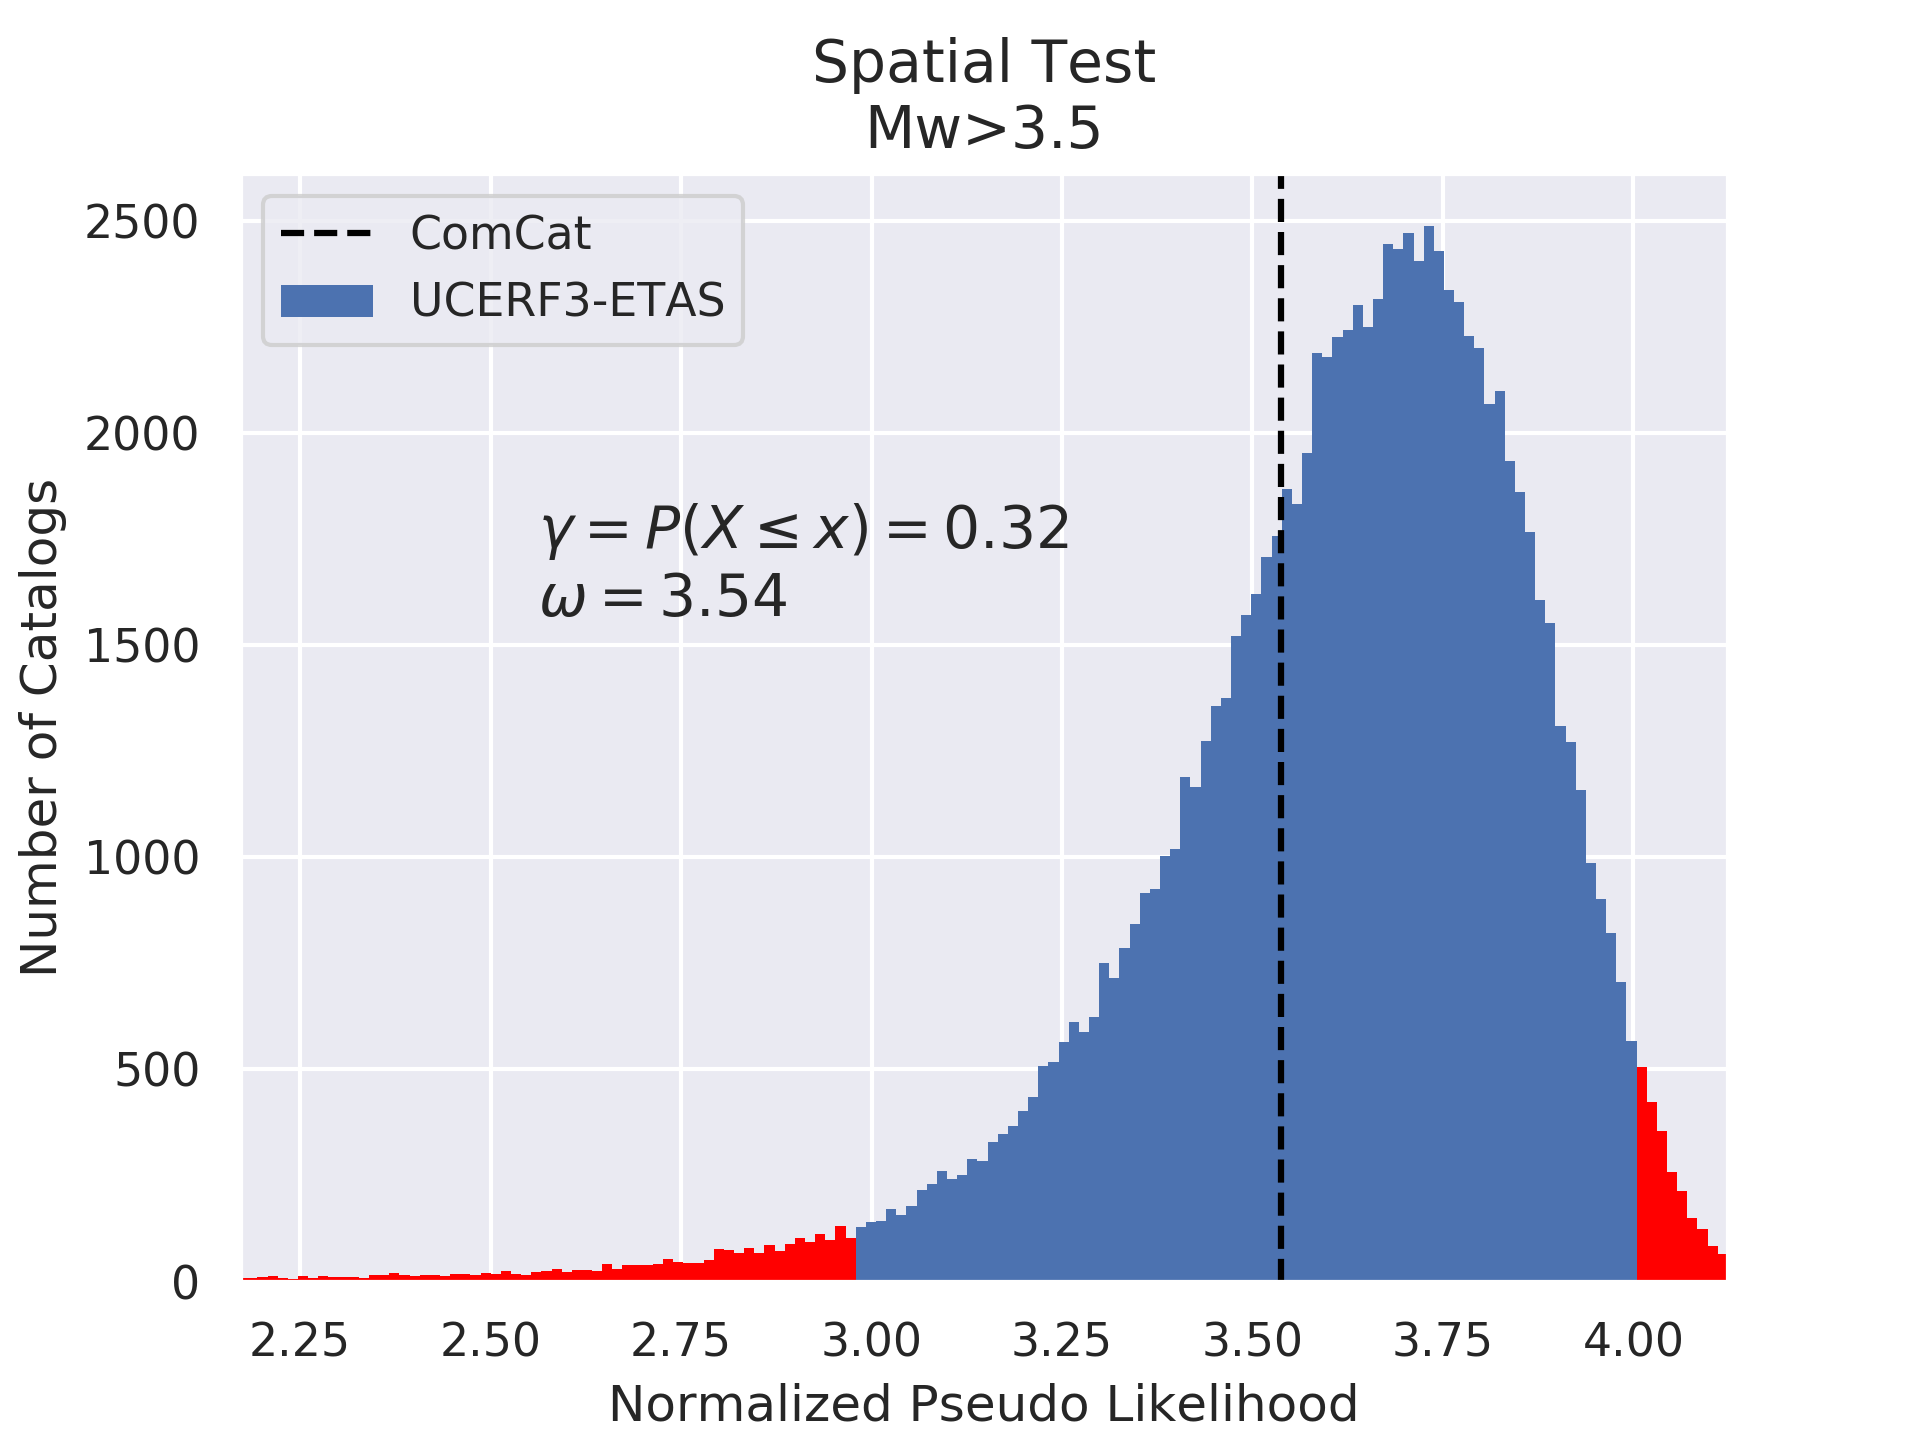 Spatial Test
Mw>3.5
ComCat
UCERF3-ETAS
γ = P(X ≤ x) = 0.32
ω = 3.54
Number of Catalogs
2500
2000
1500
1000
500
0
2.25 2.50 2.75 3.00 3.25 3.50 3.75 4.00
Normalized Pseudo Likelihood